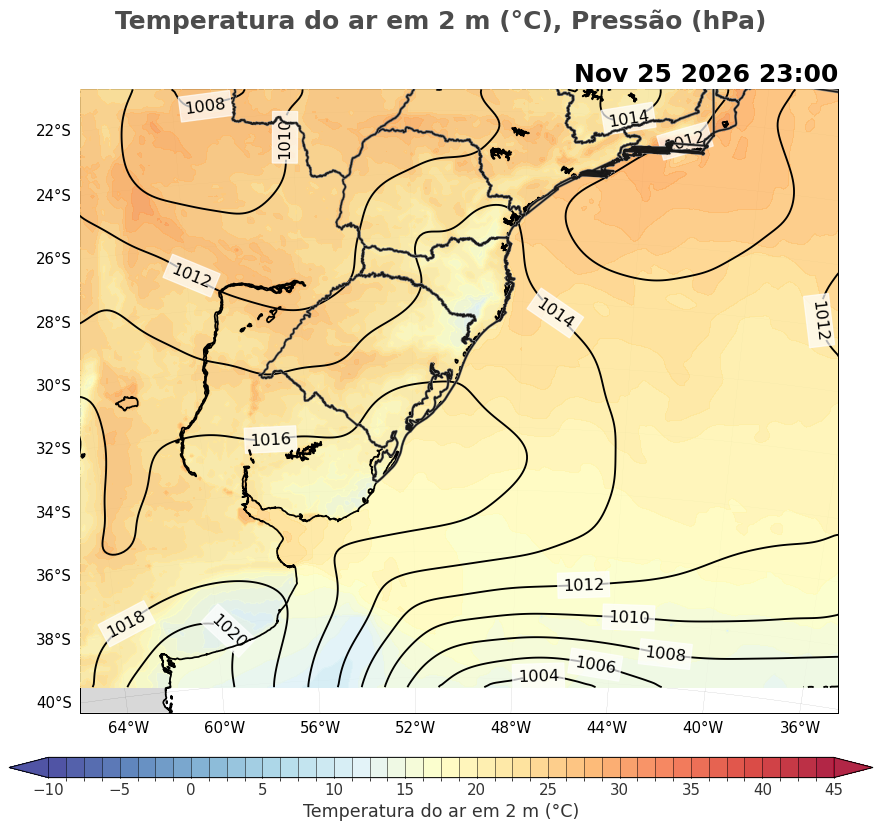 Temperatura do ar em 2 m (°C), Pressão (hPa)
Nov 25 2026 23:00
1008
1014
1010
1012
22°S
24°S
26°S
1012
1014
1012
28°S
30°S
1016
32°S
34°S
36°S
1012
1018
1020
1010
38°S
1008
1006
1004
40°S
64°W 60°W 56°W 52°W 48°W 44°W 40°W 36°W
−10 −5 0 5 10 15 20 25 30 35 40 45
Temperatura do ar em 2 m (°C)